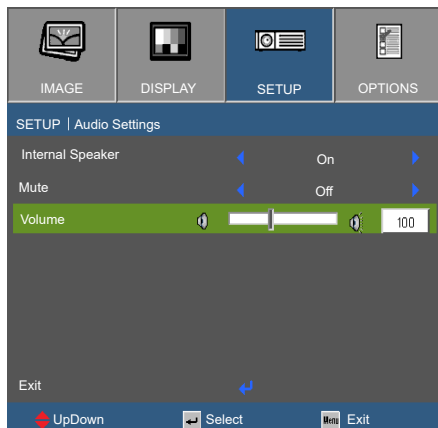 IMAGE DISPLAY SETUP OPTIONS
SETUP | Audio Settings
Internal Speaker On
Mute Off
Volume 100
Exit
UpDown Select Menu Exit